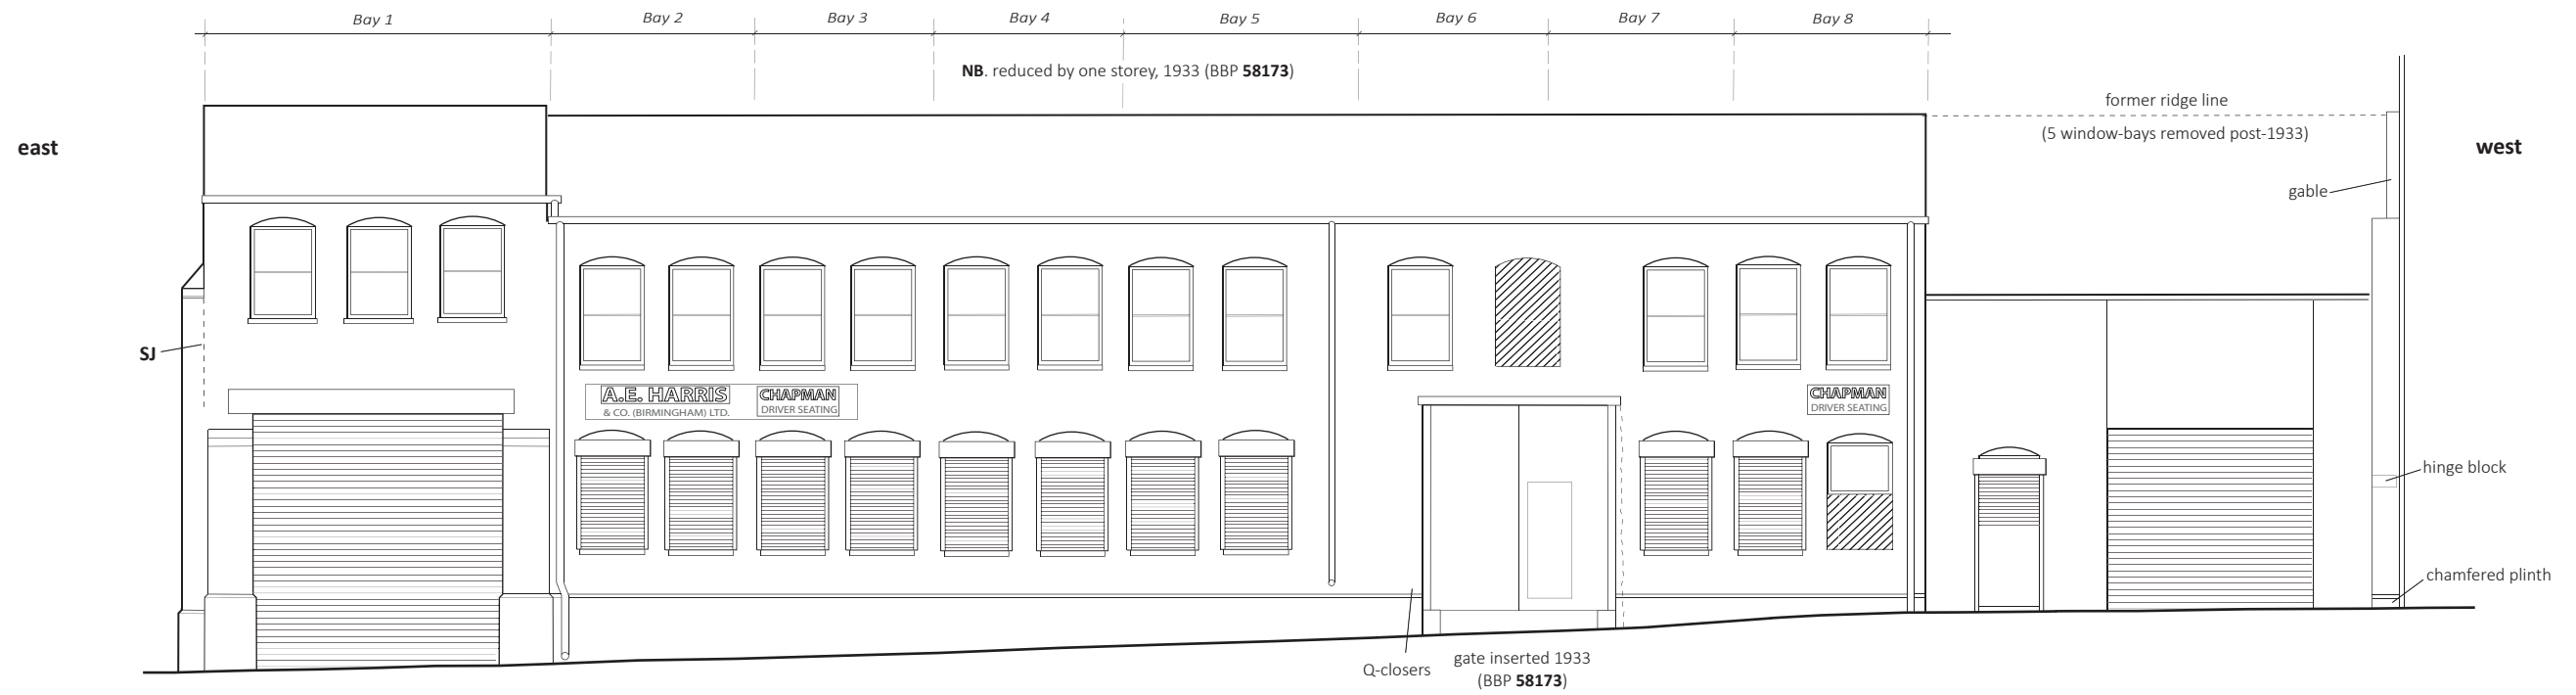 Bay 1
Bay 2
Bay 3
Bay 4
Bay 5
Bay 6
Bay 7
Bay 8
NB. reduced by one storey, 1933 (BBP 58173)
former ridge line
(5 window-bays removed post-1933)
east
west
gable
SJ
A.E. HARRIS
& CO. (BIRMINGHAM) LTD.
CHAPMAN
DRIVER SEATING
CHAPMAN
DRIVER SEATING
hinge block
chamfered plinth
Q-closers
gate inserted 1933
(BBP 58173)